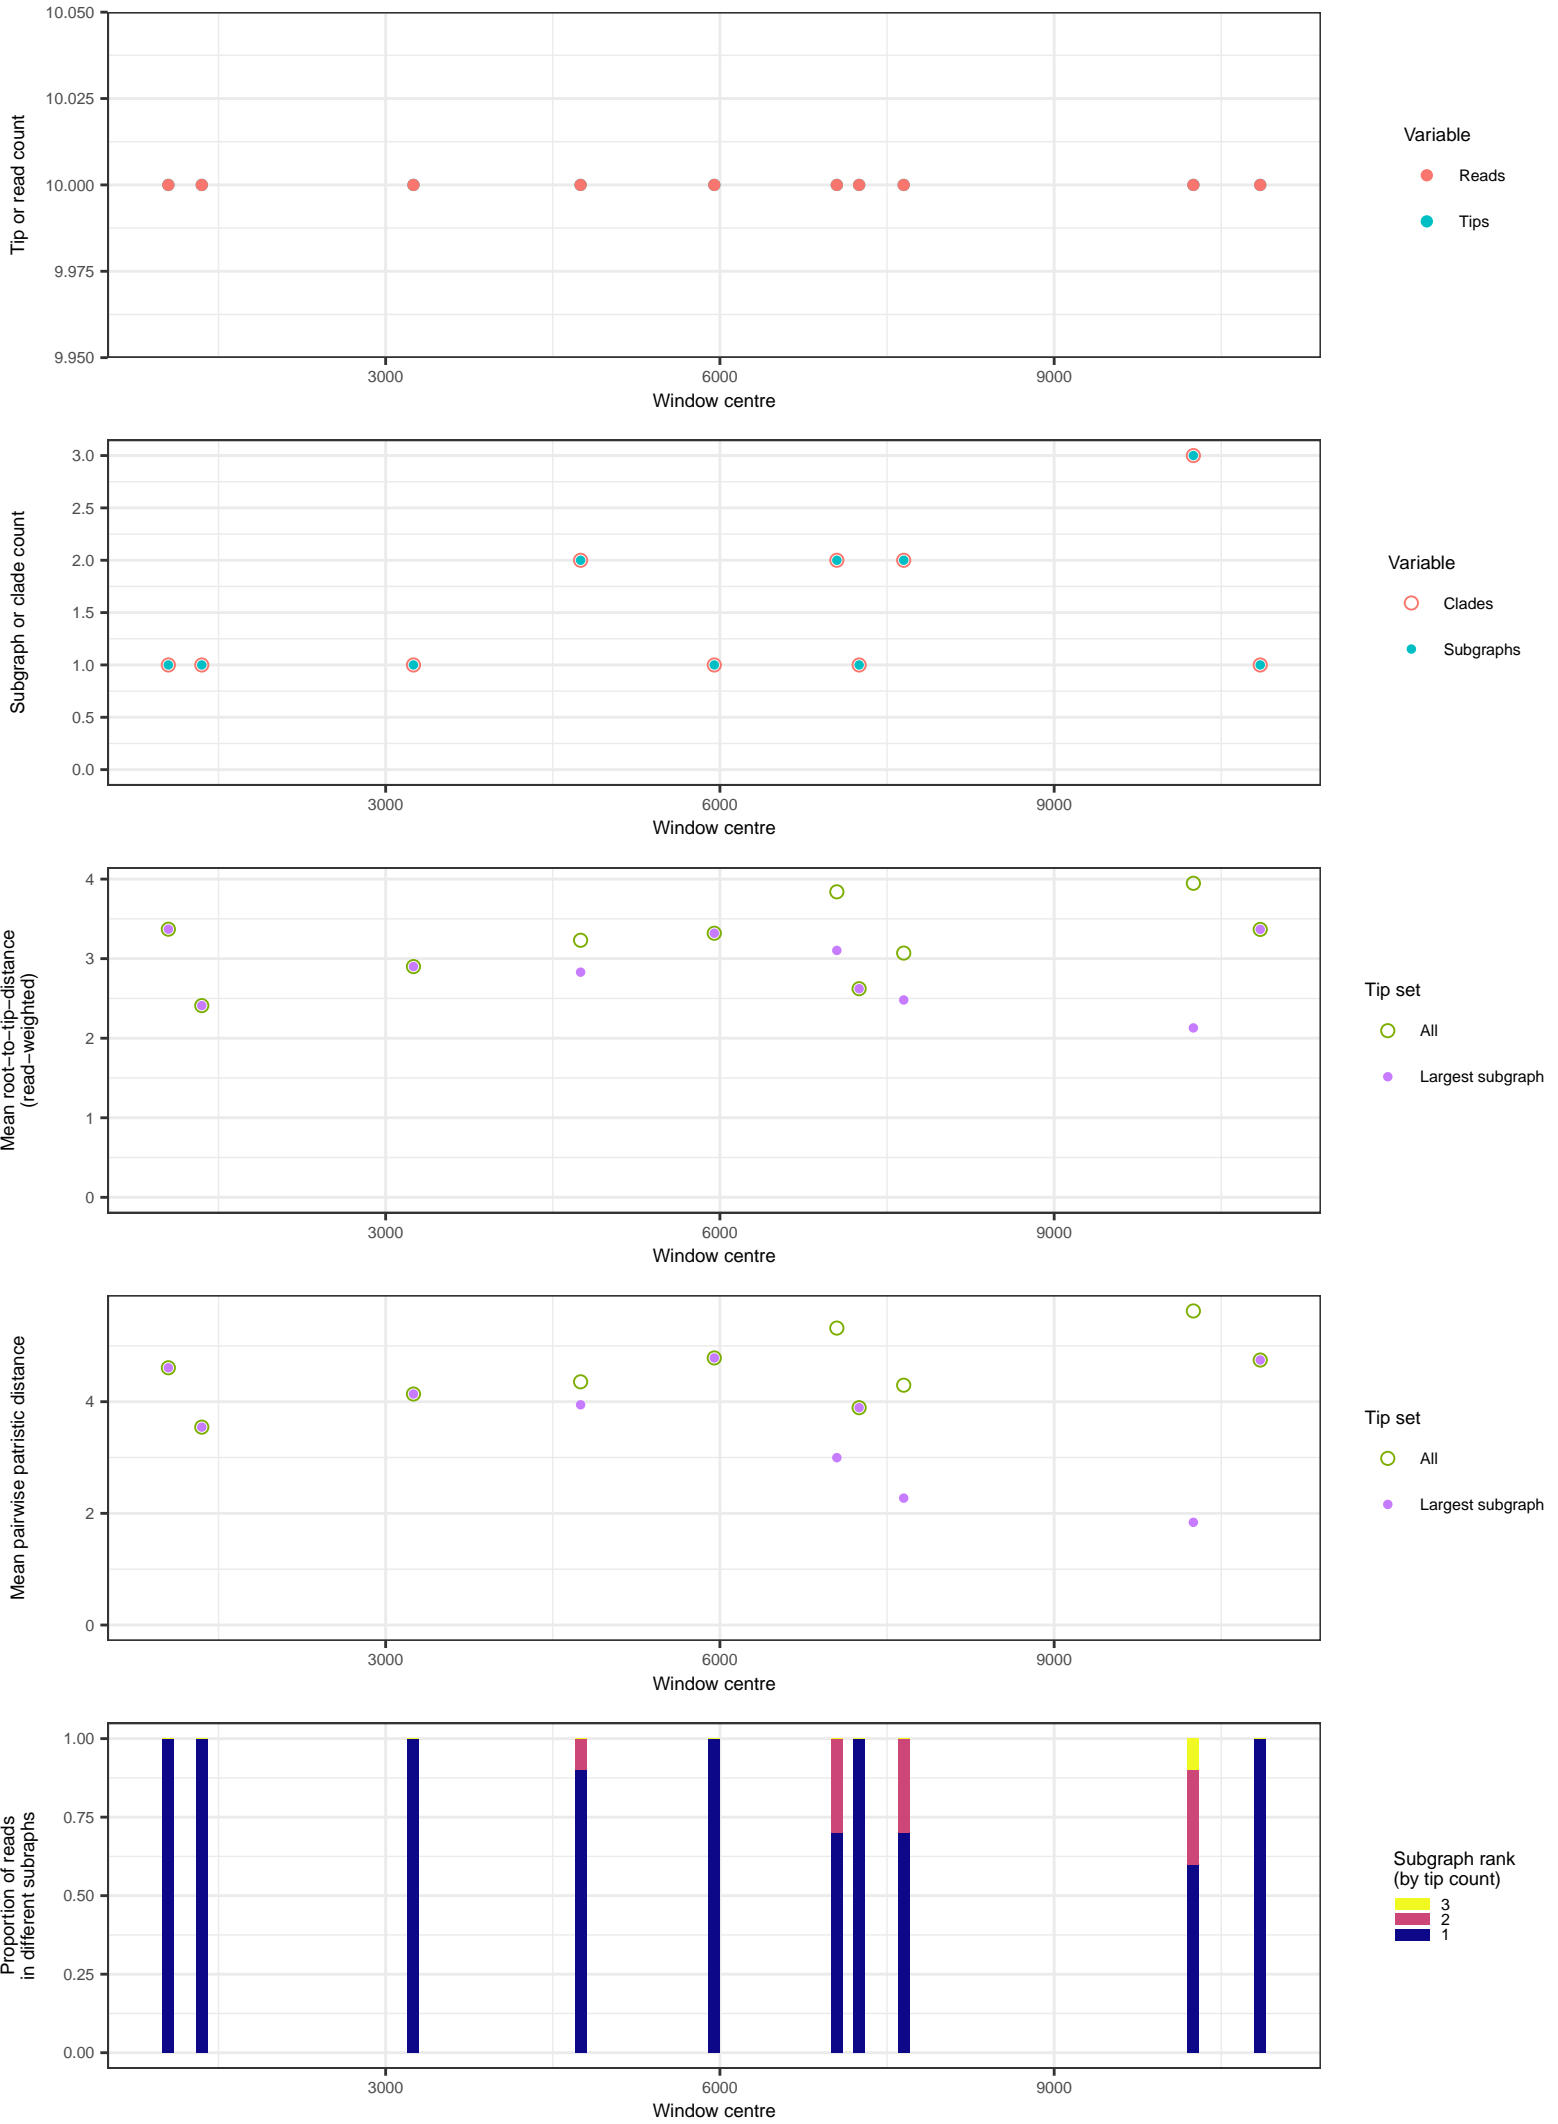 10.050
10.025
10.000
9.975
9.950
Tip or read count
3000
6000
9000
Window centre
Variable
Reads
Tips
3.0
2.5
2.0
1.5
1.0
0.5
0.0
Subgraph or clade count
3000
6000
9000
Window centre
Variable
Clades
Subgraphs
4
3
2
1
0
Mean root−to−tip−distance
(read−weighted)
3000
6000
9000
Window centre
Tip set
All
Largest subgraph
4
2
0
Mean pairwise patristic distance
3000
6000
9000
Window centre
Tip set
All
Largest subgraph
1.00
0.75
0.50
0.25
0.00
Proportion of reads
in different subraphs
3000
6000
9000
Window centre
Subgraph rank
(by tip count)
3
2
1